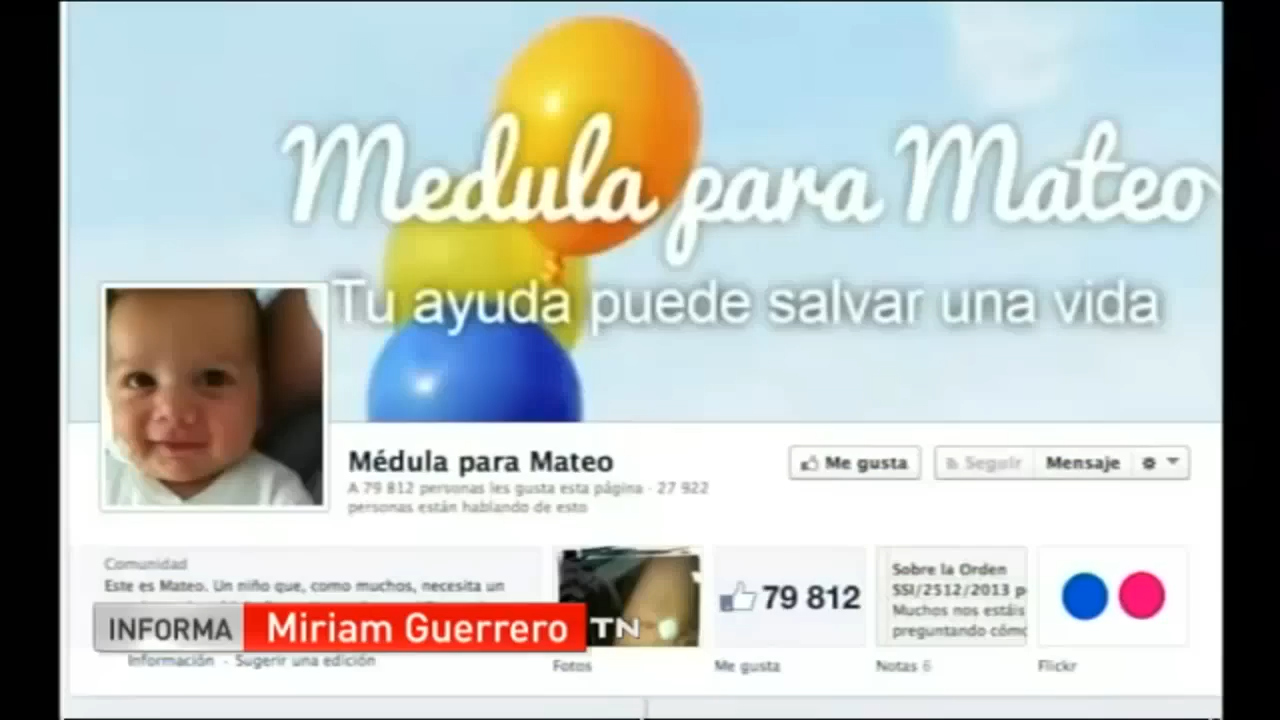 Medula para Mateo
Tu ayuda puede salvar una vida
Médula para Mateo
A 79 812 personas les gusta esta página · 27 922
personas están hablando de esto
Me gusta
Seguir
Mensaje
Comunidad
Este es Mateo. Un niño que, como muchos, necesita un
INFORMA Miriam Guerrero
TN
Información - Sugerir una edición
Fotos
79 812
Me gusta
Sobre la Orden
SSI/2512/2013 p
Muchos nos estáis
preguntando cómo
Notas 6
Flickr